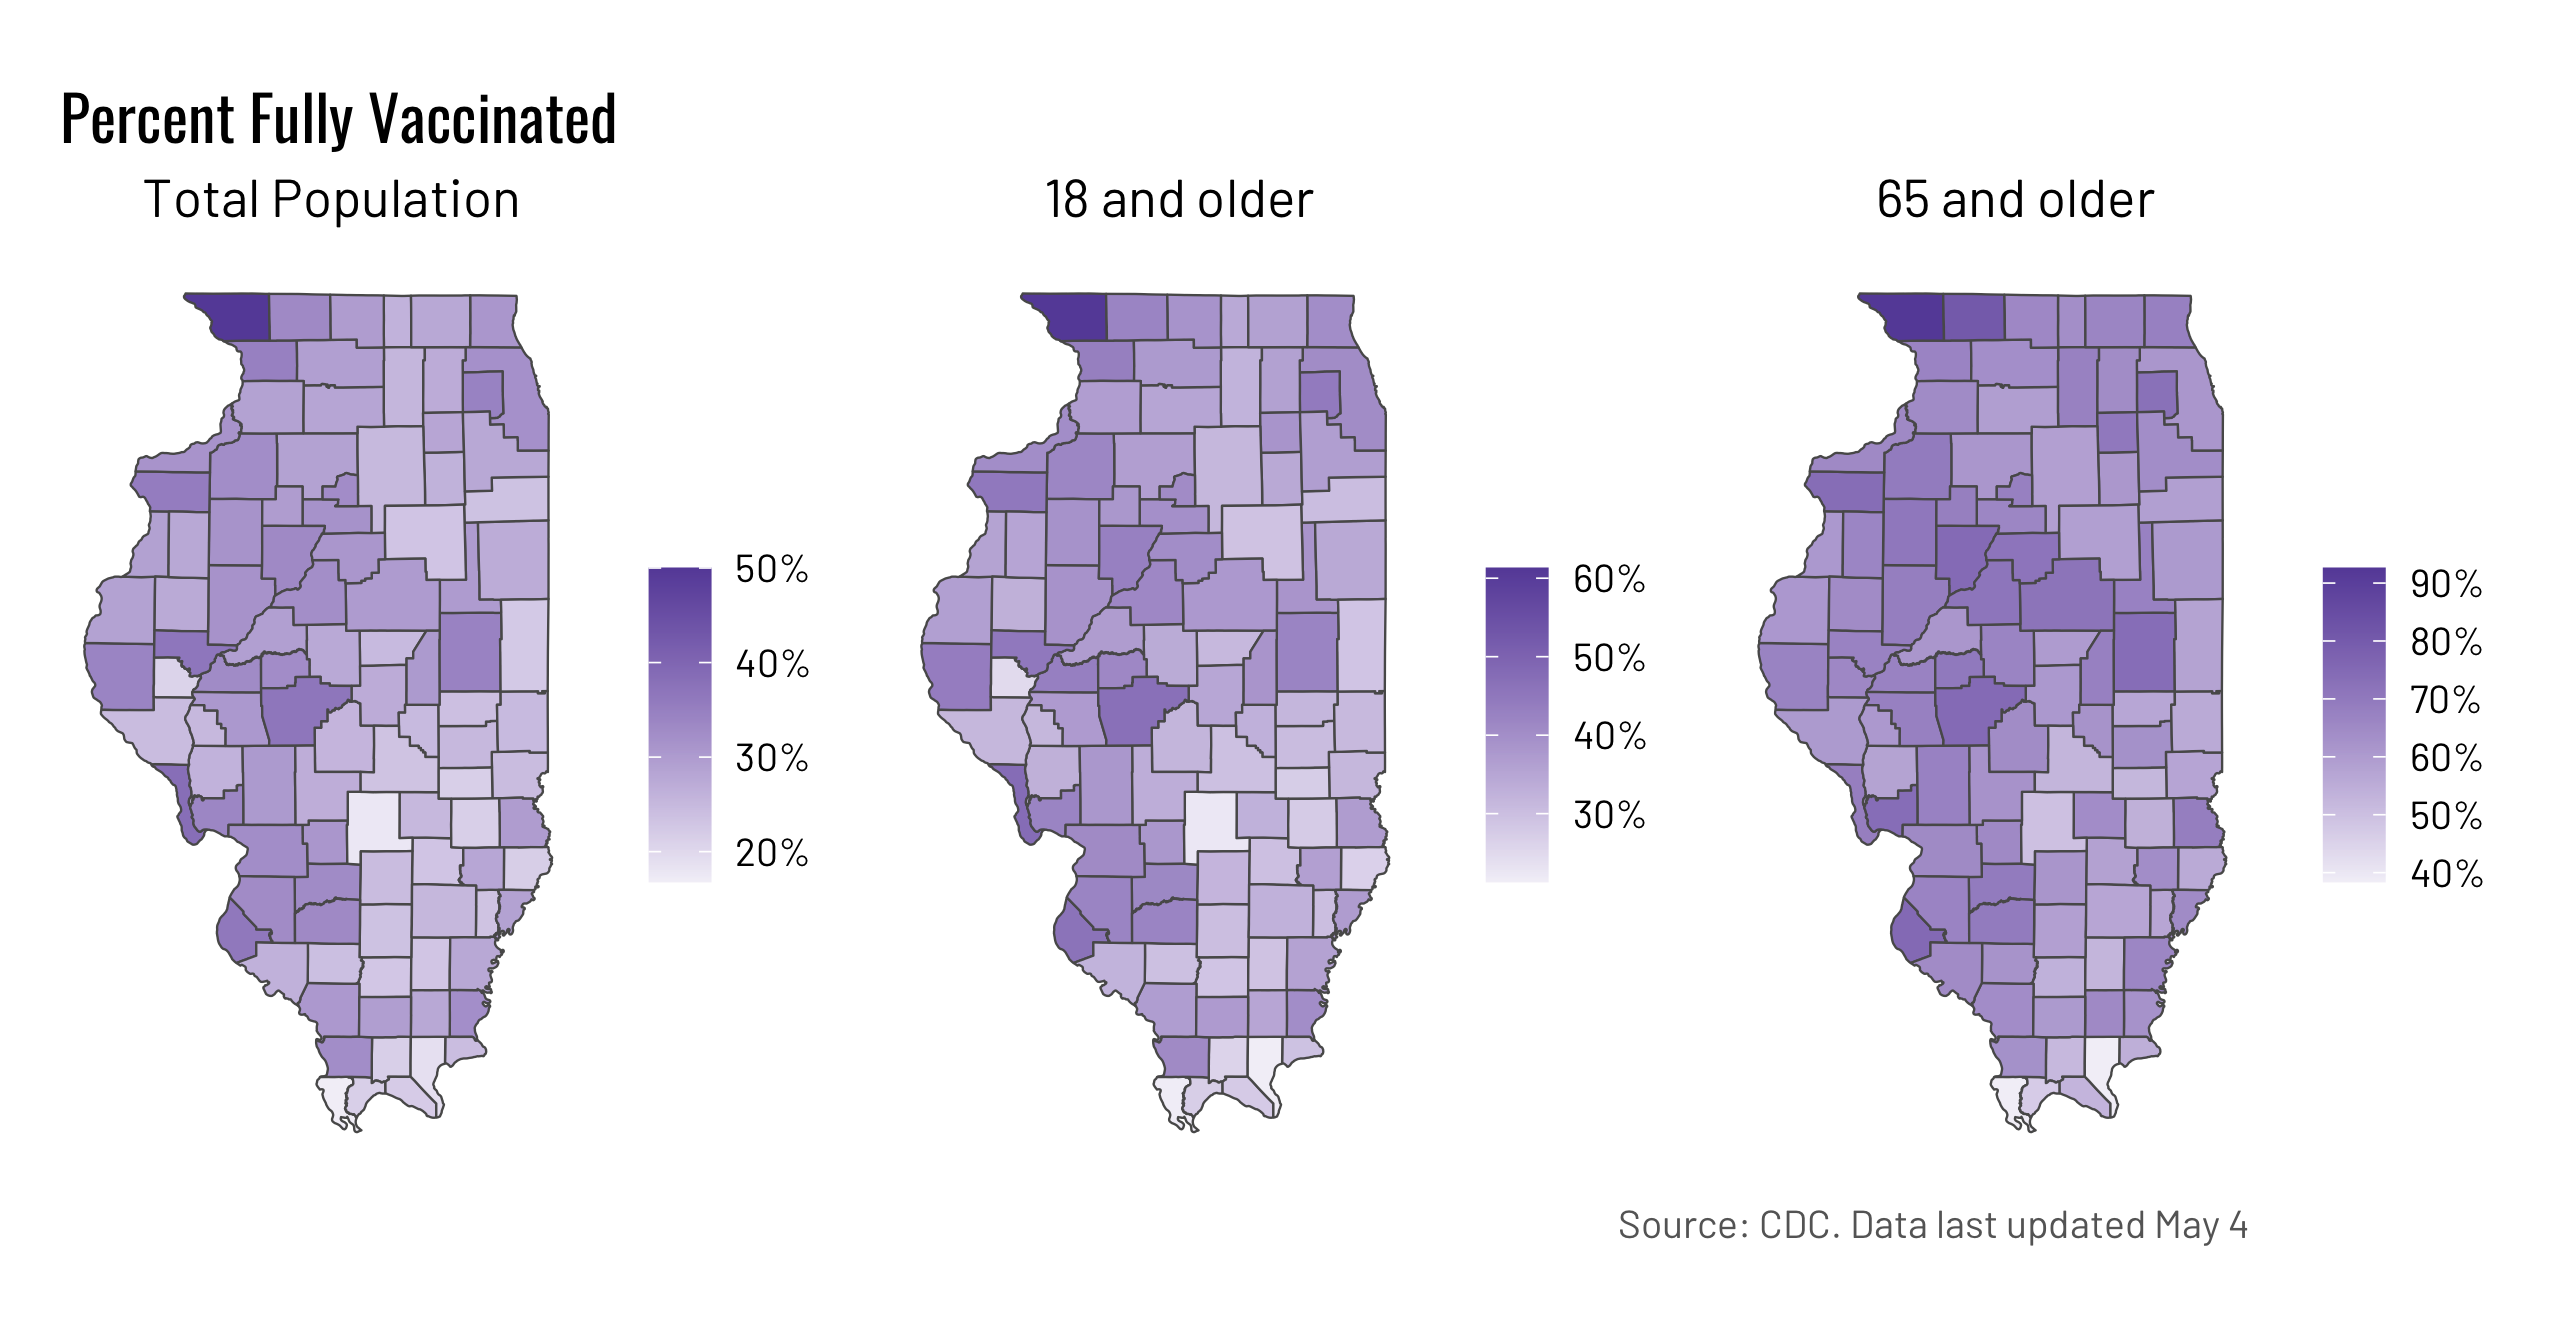 Percent Fully Vaccinated
Total Population
18 and older
65 and older
50%
40%
30%
20%
60%
50%
40%
30%
90%
80%
70%
60%
50%
40%
Source: CDC. Data last updated May 4